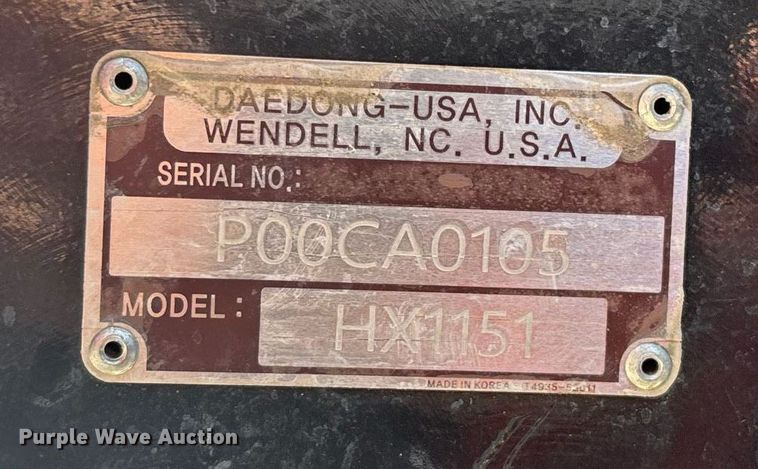 DAEDONG-USA, INC.
WENDELL, NC. U.S.A.
SERIAL NO.:
P00CA0105
MODEL: HX1151
MADE IN KOREA
Purple Wave Auction